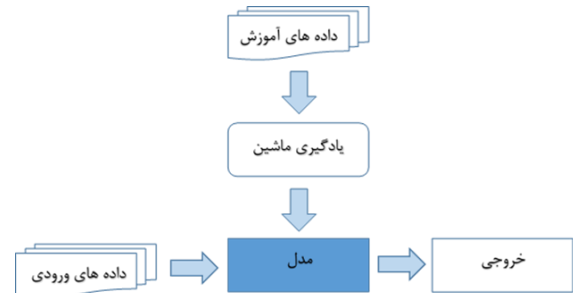 داده های آموزش
یادگیری ماشین
داده های ورودی
مدل
خروجی